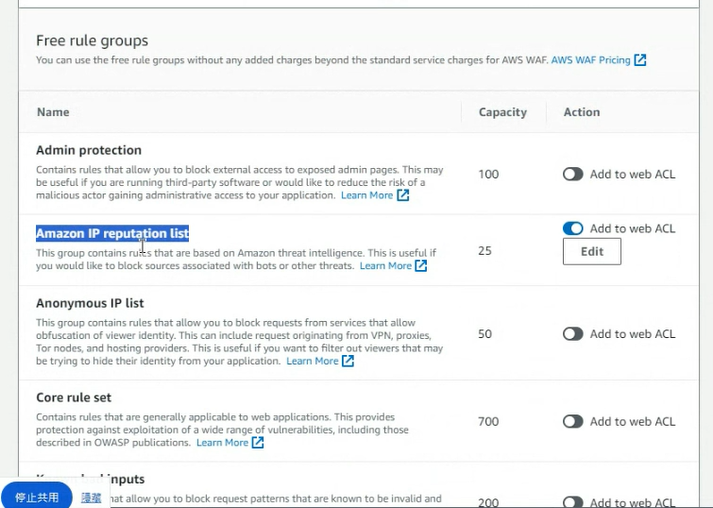 Free rule groups
You can use the free rule groups without any added charges beyond the standard service charges for AWS WAF. AWS WAF Pricing
Name Capacity Action
Admin protection
Contains rules that allow you to block external access to exposed admin pages. This may
be useful if you are running third-party software or would like to reduce the risk of a
malicious actor gaining administrative access to your application. Learn More
100
Add to web ACL
Amazon IP reputation list
This group contains rules that are based on Amazon threat intelligence. This is useful if
you would like to block sources associated with bots or other threats. Learn More
25
Add to web ACL
Edit
Anonymous IP list
This group contains rules that allow you to block requests from services that allow
obfuscation of viewer identity. This can include request originating from VPN, proxies,
Tor nodes, and hosting providers. This is useful if you want to filter out viewers that may
be trying to hide their identity from your application. Learn More
50
Add to web ACL
Core rule set
Contains rules that are generally applicable to web applications. This provides
protection against exploitation of a wide range of vulnerabilities, including those
described in OWASP publications. Learn More
700
Add to web ACL
inputs
that allow you to block request patterns that are known to be invalid and
200
Add to web ACL
停止共用 隱藏